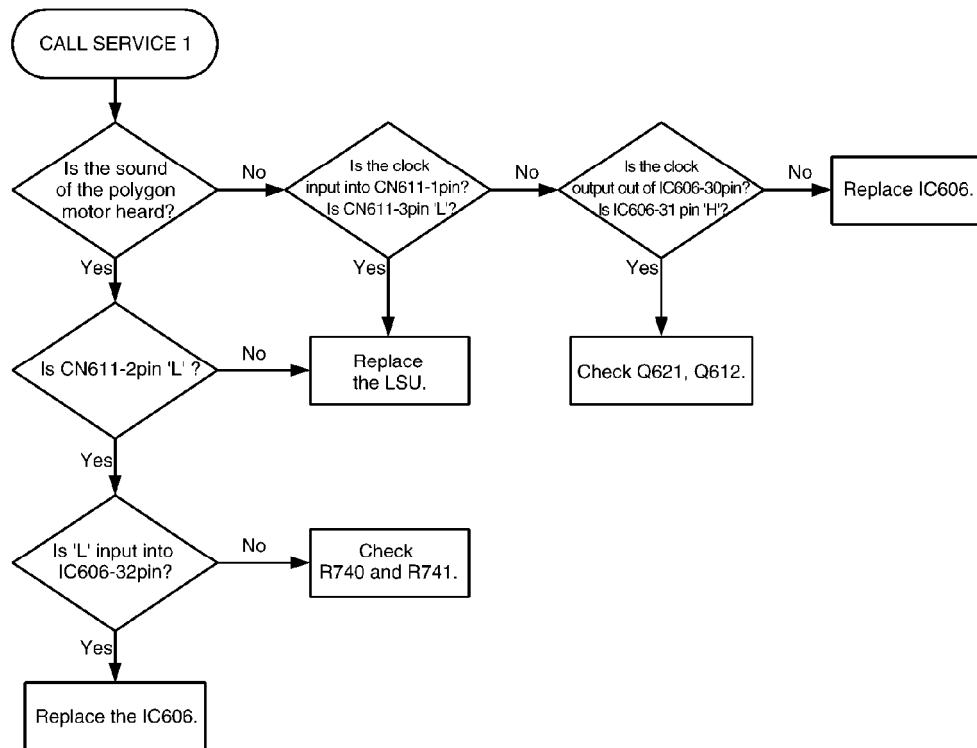 CALL SERVICE 1
Is the sound
of the polygon
motor heard?
No
Is the clock
input into CN611-1pin?
Is CN611-3pin 'L'?
No
Is the clock
output out of IC606-30pin?
Is IC606-31 pin 'H'?
No
Replace IC606.
Yes
Yes
Yes
Is CN611-2pin 'L' ?
No
Replace
the LSU.
Check Q621, Q612.
Yes
Is 'L' input into
IC606-32pin?
No
Check
R740 and R741.
Yes
Replace the IC606.